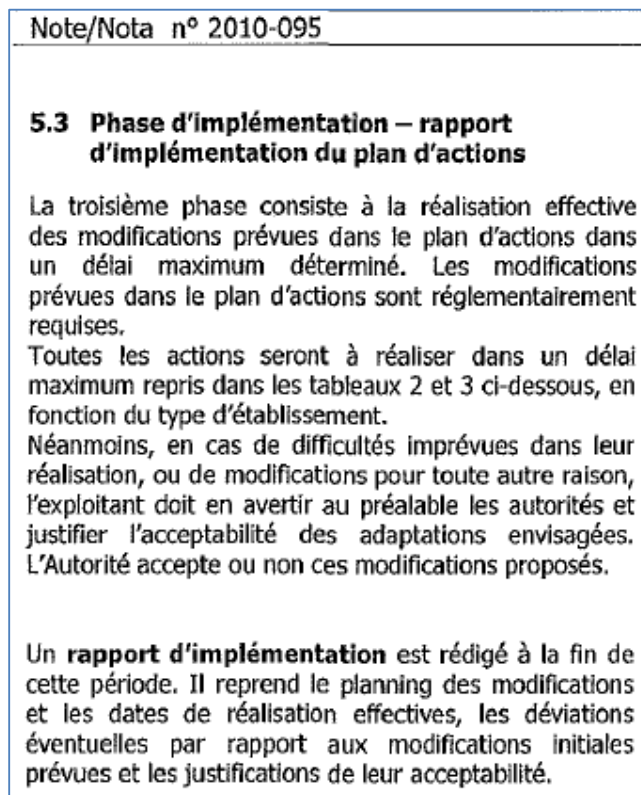 Note/Nota n° 2010-095
5.3 Phase d'implémentation – rapport
d'implémentation du plan d'actions
La troisième phase consiste à la réalisation effective
des modifications prévues dans le plan d'actions dans
un délai maximum déterminé. Les modifications
prévues dans le plan d'actions sont réglementairement
requises.
Toutes les actions seront à réaliser dans un délai
maximum repris dans les tableaux 2 et 3 ci-dessous, en
fonction du type d'établissement.
Néanmoins, en cas de difficultés imprévues dans leur
réalisation, ou de modifications pour toute autre raison,
l'exploitant doit en avertir au préalable les autorités et
justifier l'acceptabilité des adaptations envisagées.
L'Autorité accepte ou non ces modifications proposés.
Un rapport d'implémentation est rédigé à la fin de
cette période. Il reprend le planning des modifications
et les dates de réalisation effectives, les déviations
éventuelles par rapport aux modifications initiales
prévues et les justifications de leur acceptabilité.